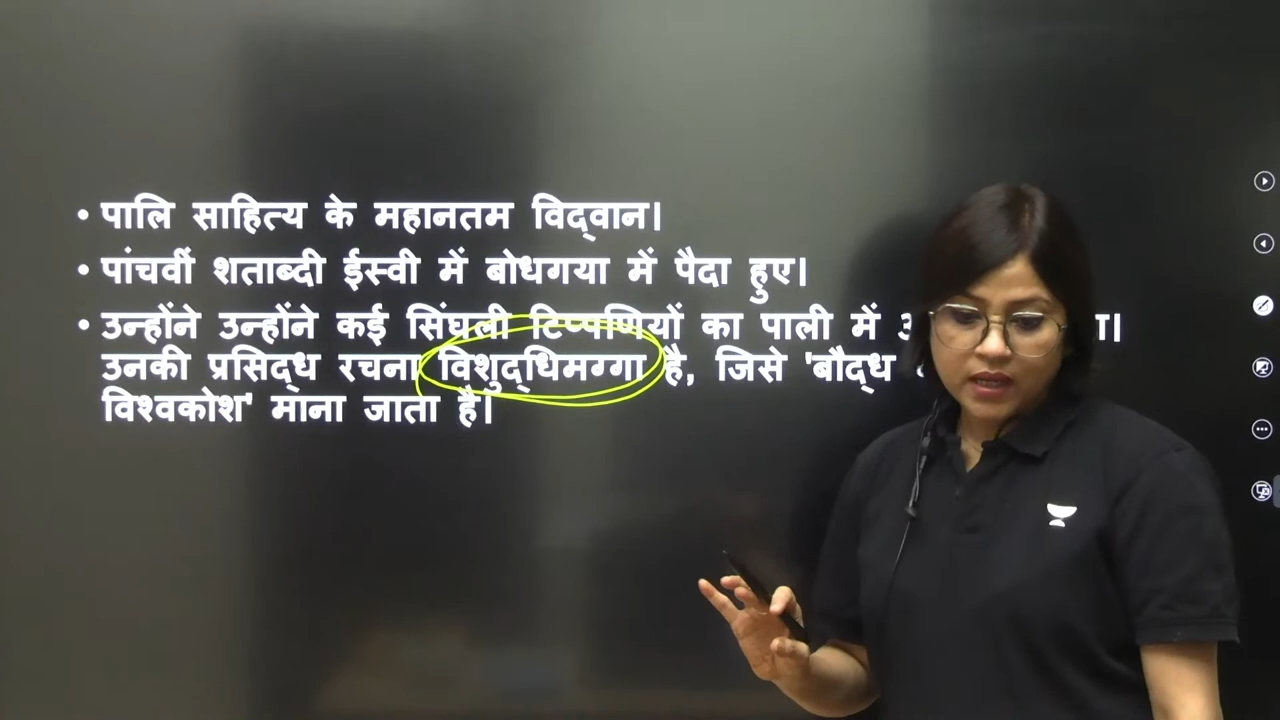 • पालि साहित्य के महानतम विद्वान।
• पांचवीं शताब्दी ईस्वी में बोधगया में पैदा हुए।
• उन्होंने उन्होंने कई सिंघली टिप्पणियों का पाली में
उनकी प्रसिद्ध रचना विशुद्धिमग्गा है, जिसे 'बौद्ध
विश्वकोश' माना जाता है।